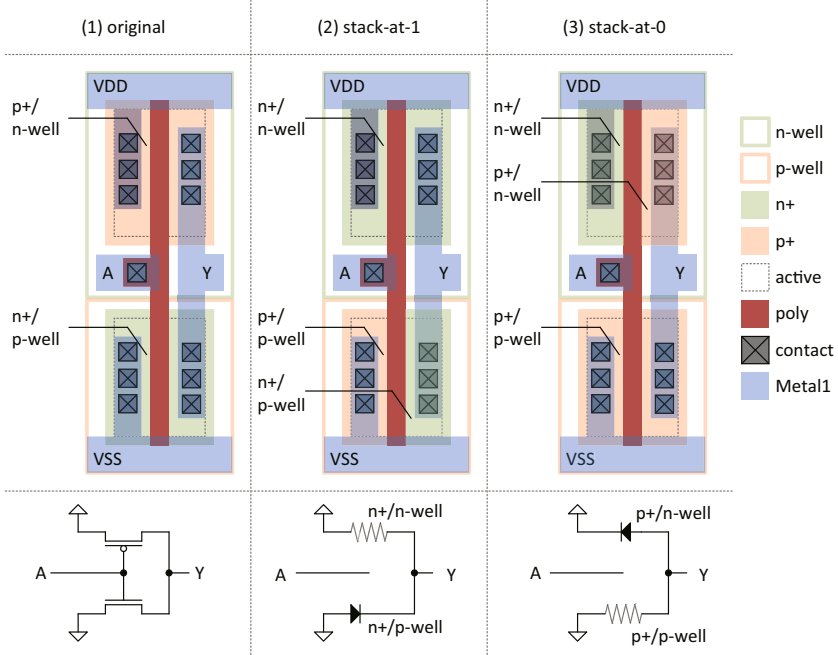 (1) original
(2) stack-at-1
(3) stack-at-0
VDD
p+/
n-well
A
Y
n+/
p-well
VSS
VDD
n+/
n-well
A
Y
p+/
p-well
n+/
p-well
VSS
VDD
n+/
n-well
p+/
n-well
A
Y
p+/
p-well
VSS
n-well
p-well
n+
p+
active
poly
contact
Metal1
A
Y
n+/n-well
A
Y
n+/p-well
p+/n-well
A
Y
p+/p-well